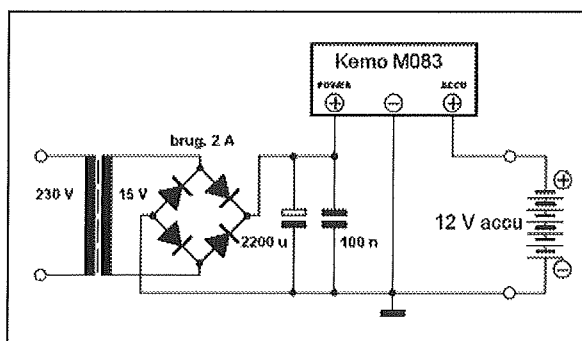 Kemo M083
POWER
ACCU
brug. 2 A
230 V
15 V
2200 u
100 n
12 V accu